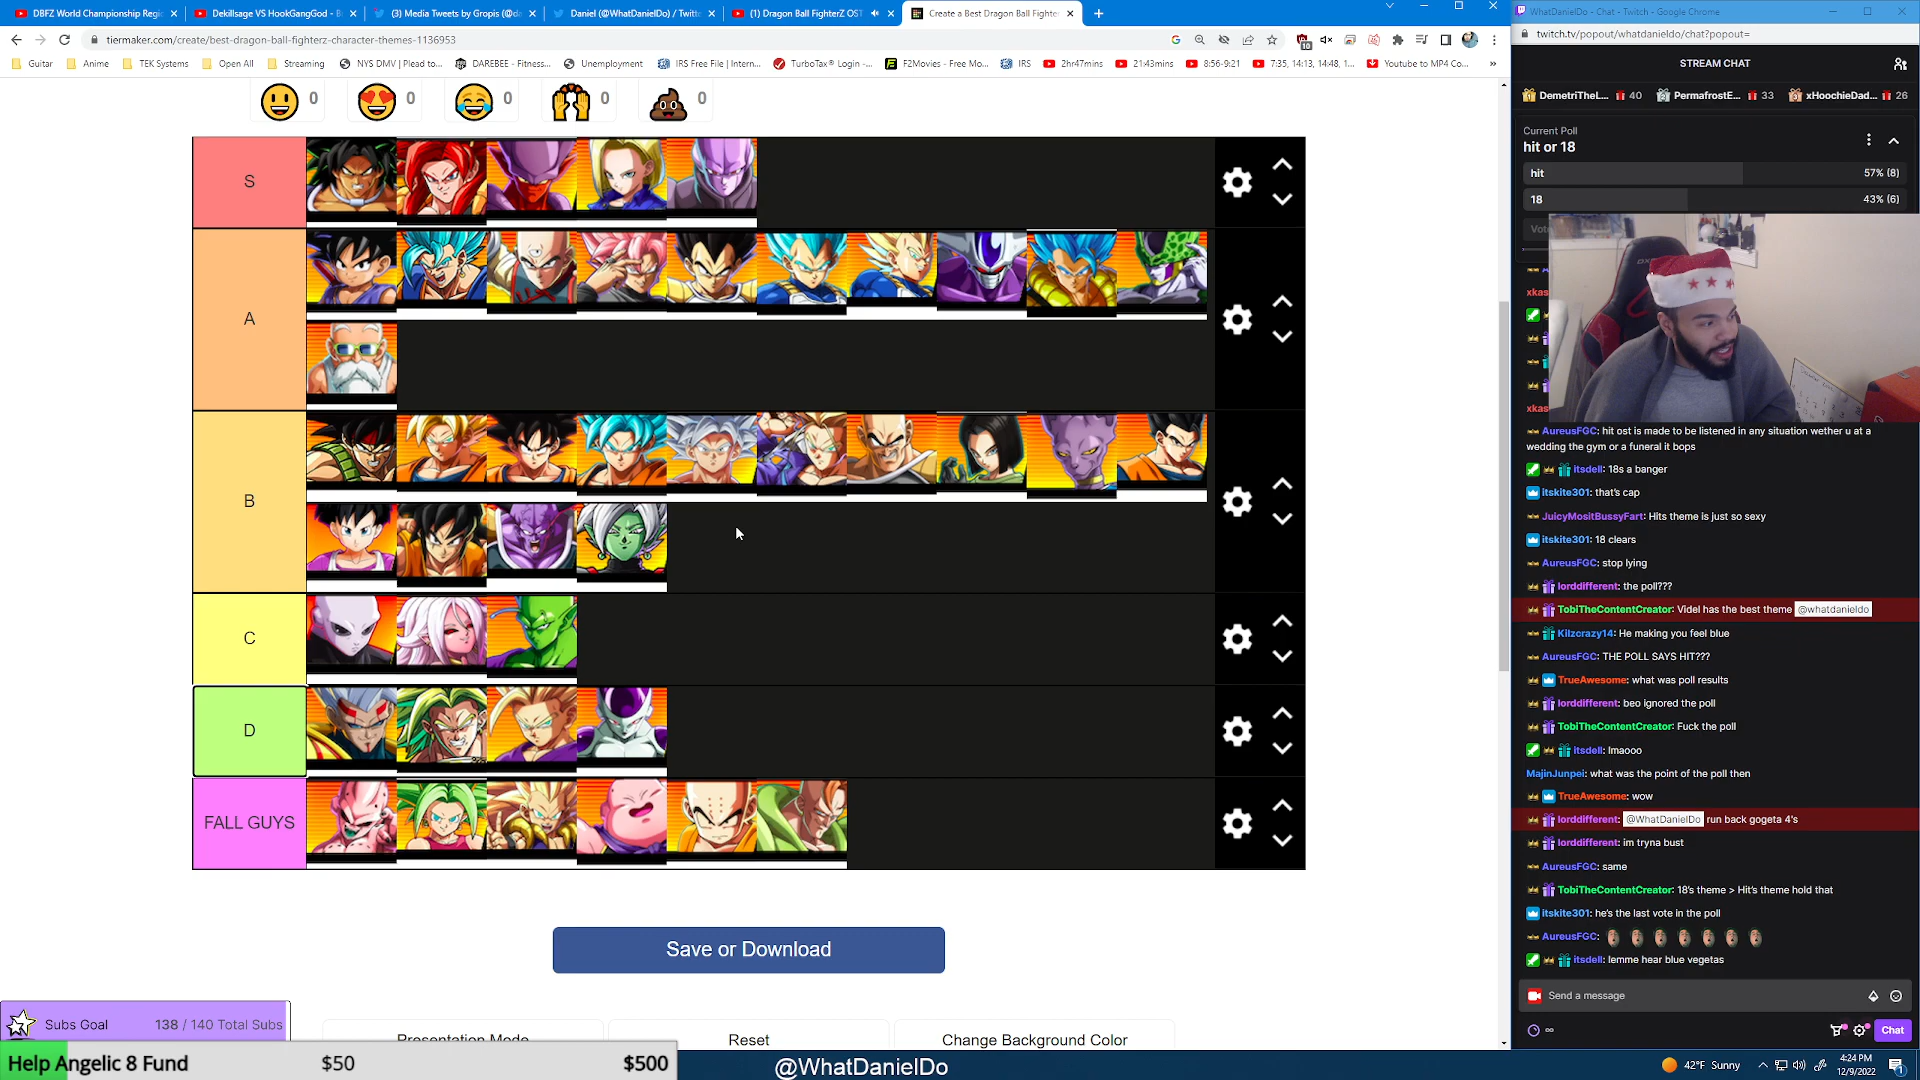 DBFZ World Championship Regi
Dekillsage VS HookGangGod - B
(3) Media Tweets by Gropis (@da
Daniel (@WhatDanielDo) / Twitte
(1) Dragon Ball FighterZ OST
Create a Best Dragon Ball Fighter
tiermaker.com/create/best-dragon-ball-fighterz-character-themes-1136953
Guitar
Anime
TEK Systems
Open All
Streaming
NYS DMV | Plead to...
DAREBEE - Fitness...
Unemployment
IRS Free File | Intern...
TurboTax® Login -...
F2Movies - Free Mo...
IRS
2hr47mins
21:43mins
8:56-9:21
7:35, 14:13, 14:48, 1...
Youtube to MP4 Co...
»
0
0
0
0
0
S
A
B
C
D
FALL GUYS
Save or Download
Presentation Mode
Reset
Change Background Color
Subs Goal
138 / 140 Total Subs
Help Angelic 8 Fund
$50
$500
@WhatDanielDo
WhatDanielDo - Chat - Twitch - Google Chrome
twitch.tv/popout/whatdanieldo/chat?popout=
STREAM CHAT
DemetriTheL... 40
PermafrostE... 33
xHoochieDad... 26
Current Poll
hit or 18
hit 57% (8)
18 43% (6)
AureusFGC: hit ost is made to be listened in any situation wether u at a
wedding the gym or a funeral it bops
itsdell: 18s a banger
itskite301: that's cap
JuicyMositBussyFart: Hits theme is just so sexy
itskite301: 18 clears
AureusFGC: stop lying
lorddifferent: the poll???
TobiTheContentCreator: Videl has the best theme @whatdanieldo
Kilzcrazy14: He making you feel blue
AureusFGC: THE POLL SAYS HIT???
TrueAwesome: what was poll results
lorddifferent: beo ignored the poll
TobiTheContentCreator: Fuck the poll
itsdell: lmaooo
MajinJunpei: what was the point of the poll then
TrueAwesome: wow
lorddifferent: @WhatDanielDo run back gogeta 4's
lorddifferent: im tryna bust
AureusFGC: same
TobiTheContentCreator: 18's theme > Hit's theme hold that
itskite301: he's the last vote in the poll
AureusFGC:
itsdell: lemme hear blue vegetas
Send a message
Chat
42°F Sunny
4:24 PM
12/9/2022